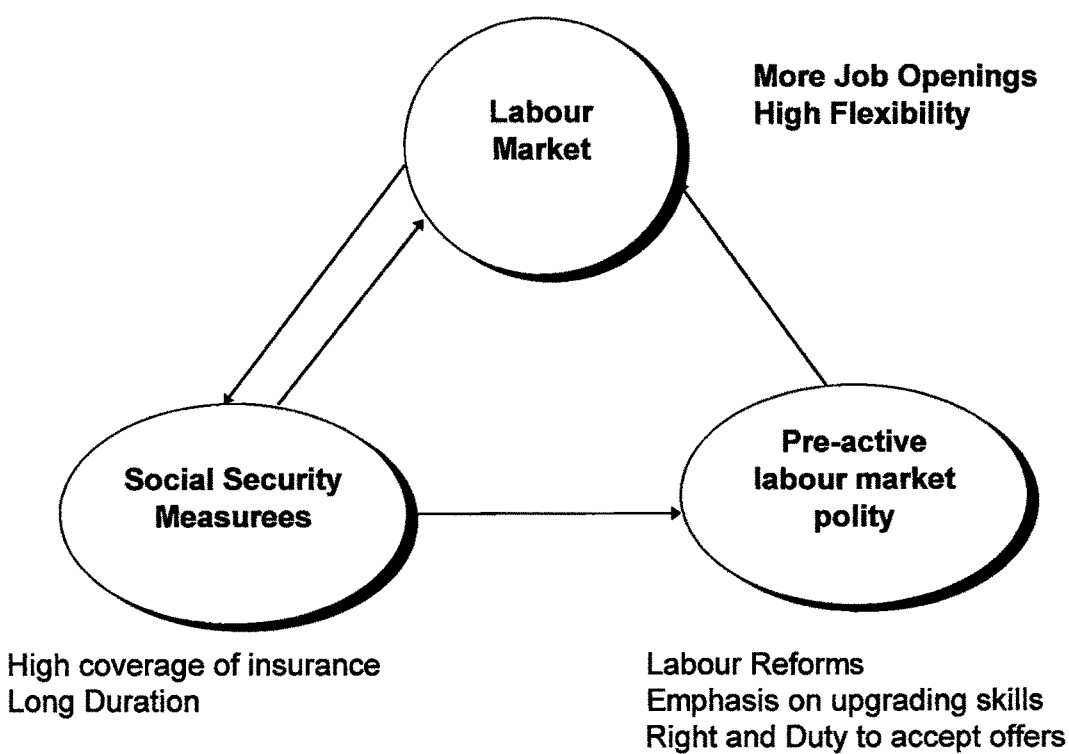 Labour
Market
More Job Openings
High Flexibility
Social Security
Measurees
Pre-active
labour market
polity
High coverage of insurance
Long Duration
Labour Reforms
Emphasis on upgrading skills
Right and Duty to accept offers